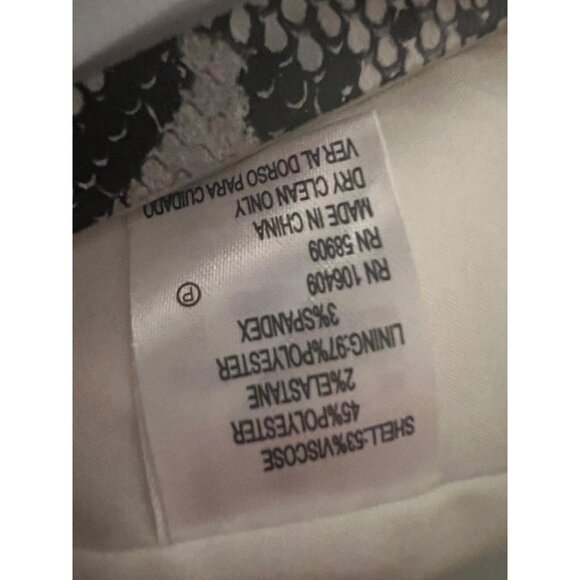 SHELL:53%VISCOSE
45%POLYESTER
2%ELASTANE
LINING:97%POLYESTER
3%SPANDEX
RN 106409
RN 58909
MADE IN CHINA
DRY CLEAN ONLY
VER AL DORSO PARA CUIDADO
P